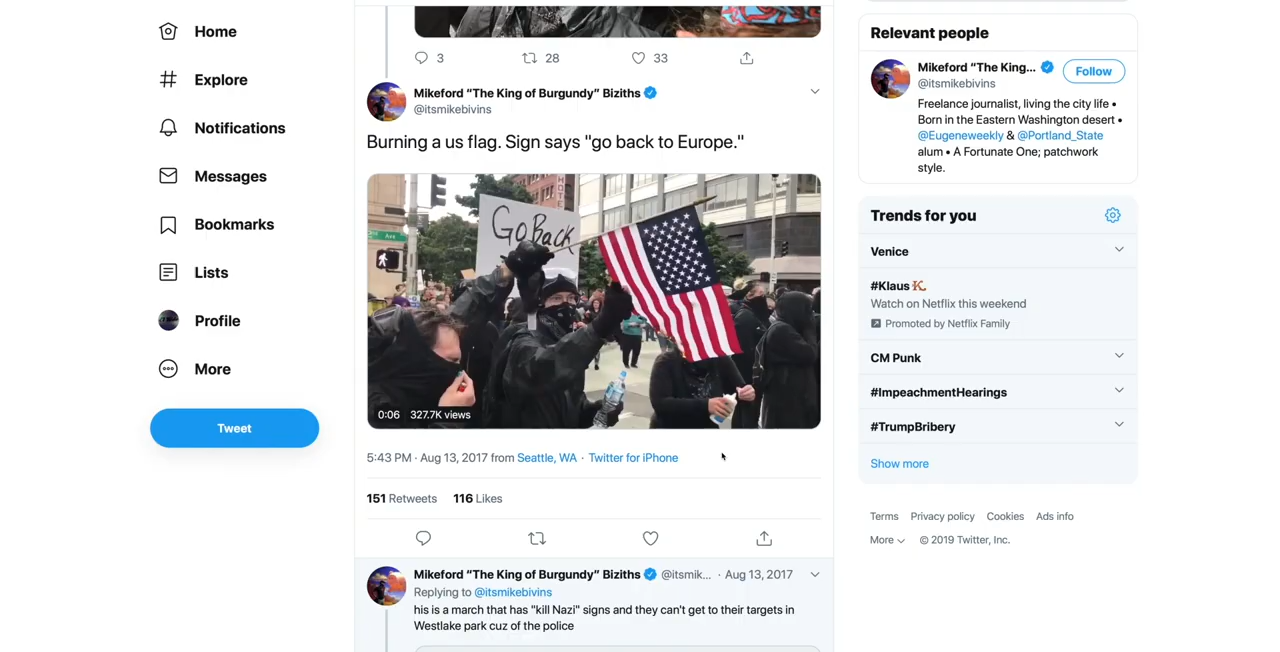 Home
Explore
Notifications
Messages
Bookmarks
Lists
Profile
More
Tweet
3 28 33
Mikeford “The King of Burgundy” Biziths
@itsmikebivins
Burning a us flag. Sign says "go back to Europe."
HOT
Go Back
Ave
0:06 327.7K views
5:43 PM · Aug 13, 2017 from Seattle, WA · Twitter for iPhone
151 Retweets 116 Likes
Mikeford “The King of Burgundy” Biziths @itsmik... · Aug 13, 2017
Replying to @itsmikebivins
his is a march that has "kill Nazi" signs and they can't get to their targets in
Westlake park cuz of the police
Relevant people
Mikeford “The King...
@itsmikebivins
Follow
Freelance journalist, living the city life •
Born in the Eastern Washington desert •
@Eugeneweekly & @Portland_State
alum • A Fortunate One; patchwork
style.
Trends for you
Venice
#Klaus K
Watch on Netflix this weekend
Promoted by Netflix Family
CM Punk
#ImpeachmentHearings
#TrumpBribery
Show more
Terms Privacy policy Cookies Ads info
More © 2019 Twitter, Inc.